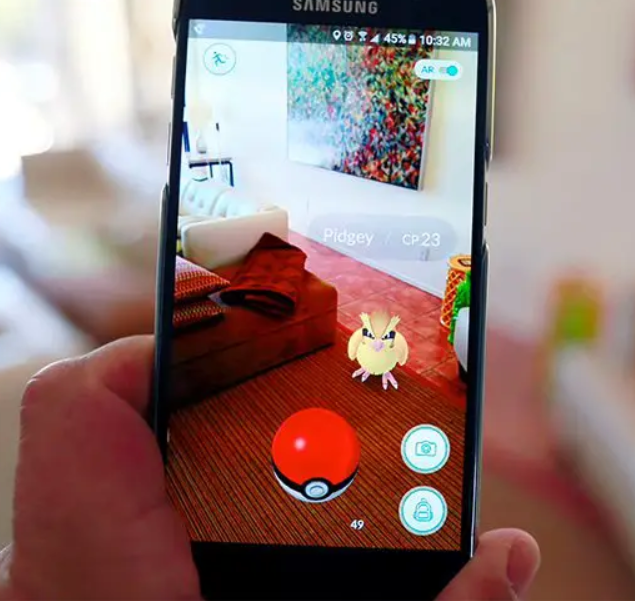 SAMSUNG
45% 10:32 AM
AR
Pidgey / CP23
49